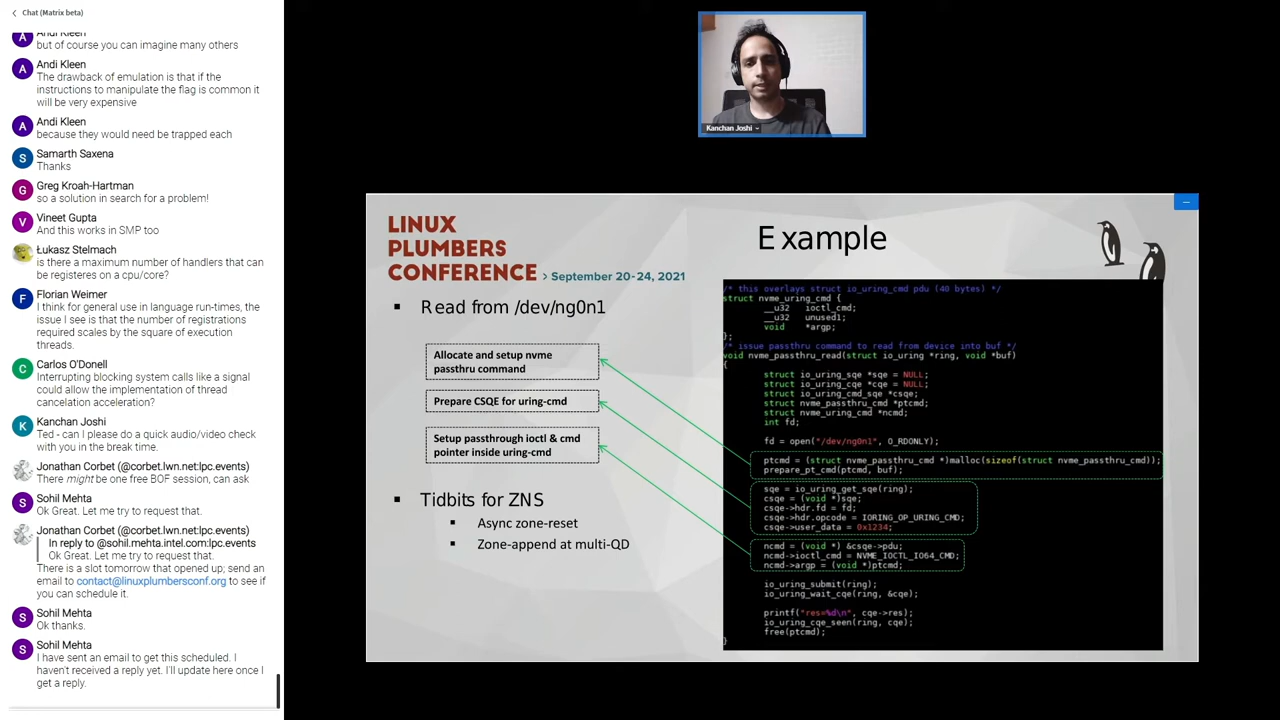 Chat (Matrix beta)
Andi Kleen
but of course you can imagine many others
A
Andi Kleen
The drawback of emulation is that if the
instructions to manipulate the flag is common it
will be very expensive
A
Andi Kleen
because they would need be trapped each
S
Samarth Saxena
Thanks
G
Greg Kroah-Hartman
so a solution in search for a problem!
V
Vineet Gupta
And this works in SMP too
Łukasz Stelmach
is there a maximum number of handlers that can
be registeres on a cpu/core?
F
Florian Weimer
I think for general use in language run-times, the
issue I see is that the number of registrations
required scales by the square of execution
threads.
C
Carlos O'Donell
Interrupting blocking system calls like a signal
could allow the implementation of thread
cancelation acceleration?
K
Kanchan Joshi
Ted - can I please do a quick audio/video check
with you in the break time.
Jonathan Corbet (@corbet.lwn.net:lpc.events)
There might be one free BOF session, can ask
S
Sohil Mehta
Ok Great. Let me try to request that.
Jonathan Corbet (@corbet.lwn.net:lpc.events)
In reply to @sohil.mehta.intel.com:lpc.events
Ok Great. Let me try to request that.
There is a slot tomorrow that opened up; send an
email to contact@linuxplumbersconf.org to see if
you can schedule it.
S
Sohil Mehta
Ok thanks.
S
Sohil Mehta
I have sent an email to get this scheduled. I
haven't received a reply yet. I'll update here once I
get a reply.
Kanchan Joshi
LINUX
PLUMBERS
CONFERENCE > September 20-24, 2021
Example
▪ Read from /dev/ng0n1
Allocate and setup nvme
passthru command
Prepare CSQE for uring-cmd
Setup passthrough ioctl & cmd
pointer inside uring-cmd
▪ Tidbits for ZNS
▪ Async zone-reset
▪ Zone-append at multi-QD
/* this overlays struct io_uring_cmd pdu (40 bytes) */
struct nvme_uring_cmd {
__u32 ioctl_cmd;
__u32 unused1;
void *argp;
};
/* issue passthru command to read from device into buf */
void nvme_passthru_read(struct io_uring *ring, void *buf)
{
struct io_uring_sqe *sqe = NULL;
struct io_uring_cqe *cqe = NULL;
struct io_uring_cmd_sqe *csqe;
struct nvme_passthru_cmd *ptcmd;
struct nvme_uring_cmd *ncmd;
int fd;
fd = open("/dev/ng0n1", O_RDONLY);
ptcmd = (struct nvme_passthru_cmd *)malloc(sizeof(struct nvme_passthru_cmd));
prepare_pt_cmd(ptcmd, buf);
sqe = io_uring_get_sqe(ring);
csqe = (void *)sqe;
csqe->hdr.fd = fd;
csqe->hdr.opcode = IORING_OP_URING_CMD;
csqe->user_data = 0x1234;
ncmd = (void *) &csqe->pdu;
ncmd->ioctl_cmd = NVME_IOCTL_IO64_CMD;
ncmd->argp = (void *)ptcmd;
io_uring_submit(ring);
io_uring_wait_cqe(ring, &cqe);
printf("res=%d\n", cqe->res);
io_uring_cqe_seen(ring, cqe);
free(ptcmd);
}